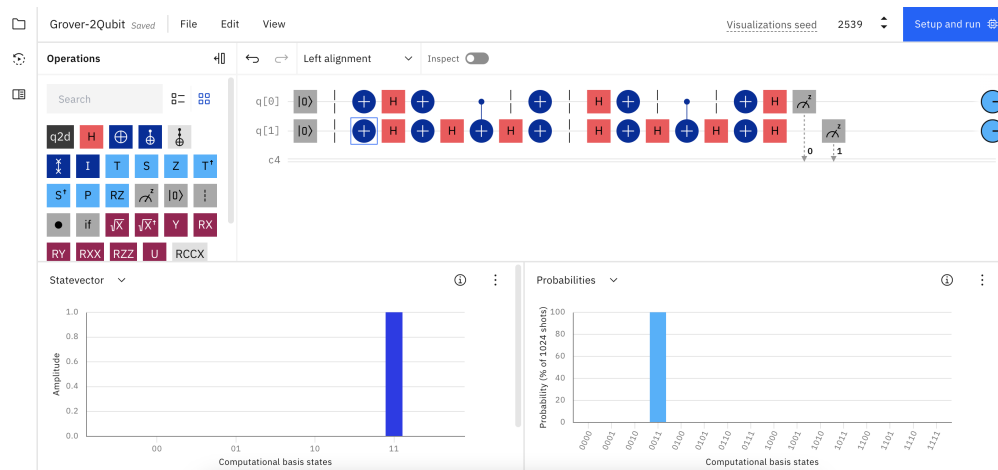 Grover-2Qubit Saved File Edit View Visualizations seed 2539 Setup and run
Operations Left alignment Inspect
Search
q[0] |0⟩ H H H z
q[1] |0⟩ H H H H H H H z
c4 0 1
q2d H
I T S Z T†
S† P RZ z |0⟩
if √X √X† Y RX
RY RXX RZZ U RCCX
Statevector
Amplitude
1.0
0.8
0.6
0.4
0.2
0.0
00 01 10 11
Computational basis states
Probabilities
Probability (% of 1024 shots)
100
80
60
40
20
0
0000 0001 0010 0011 0100 0101 0110 0111 1000 1001 1010 1011 1100 1101 1110 1111
Computational basis states